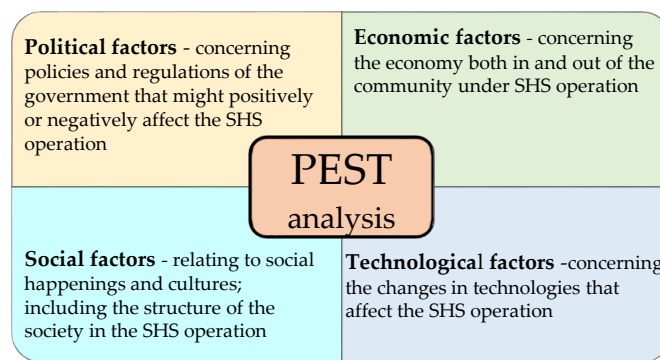 Political factors - concerning
policies and regulations of the
government that might positively
or negatively affect the SHS
operation
Economic factors - concerning
the economy both in and out of the
community under SHS operation
PEST
analysis
Social factors - relating to social
happenings and cultures;
including the structure of the
society in the SHS operation
Technological factors -concerning
the changes in technologies that
affect the SHS operation